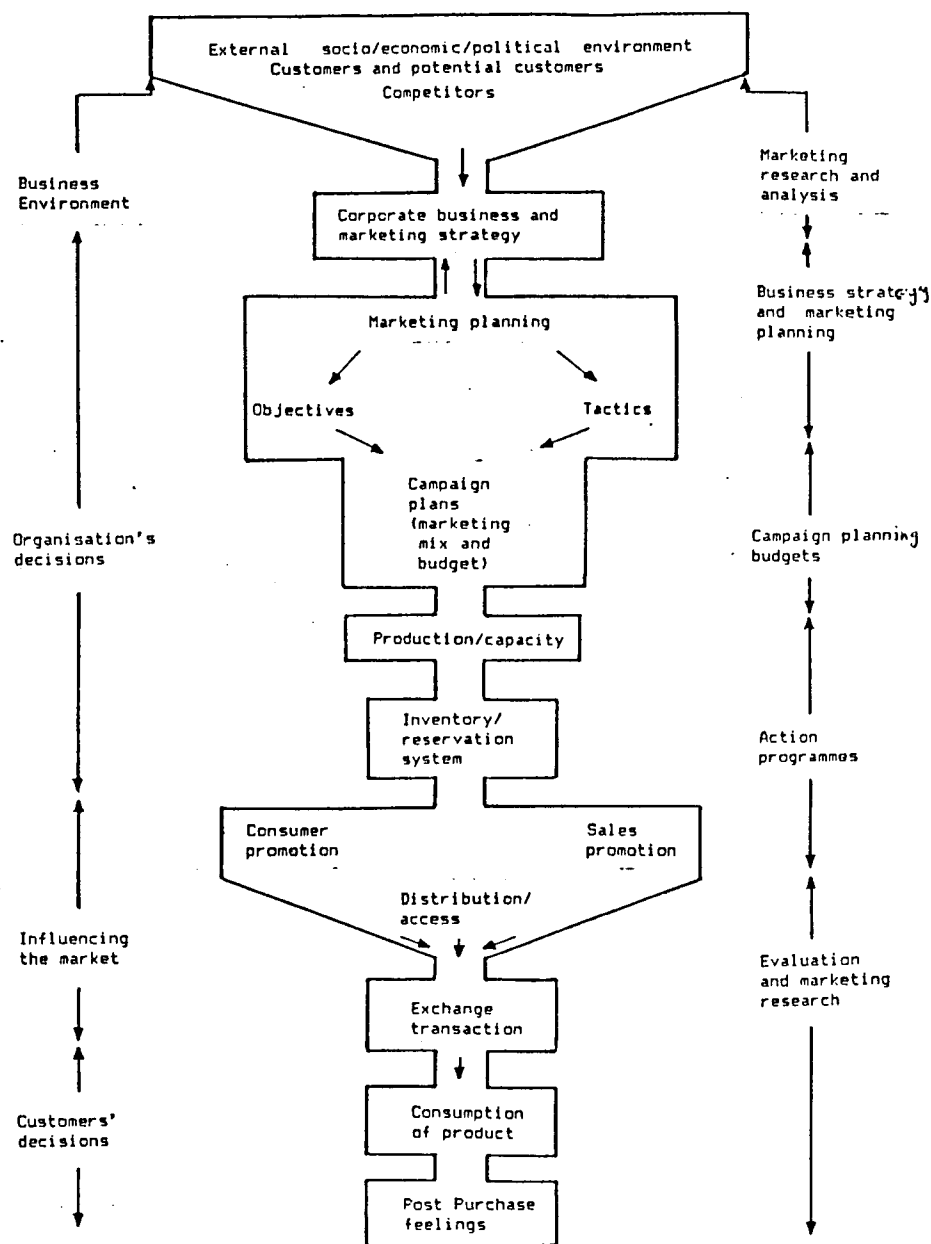 External socio/economic/political environment
Customers and potential customers
Competitors
Business
Environment
Marketing
research and
analysis
Corporate business and
marketing strategy
Business strategy
and marketing
planning
Marketing planning
Objectives
Tactics
Campaign
plans
(marketing
mix and
budget)
Organisation's
decisions
Campaign planning
budgets
Production/capacity
Inventory/
reservation
system
Action
programmes
Consumer
promotion
Sales
promotion
Distribution/
access
Influencing
the market
Evaluation
and marketing
research
Exchange
transaction
Customers'
decisions
Consumption
of product
Post Purchase
feelings